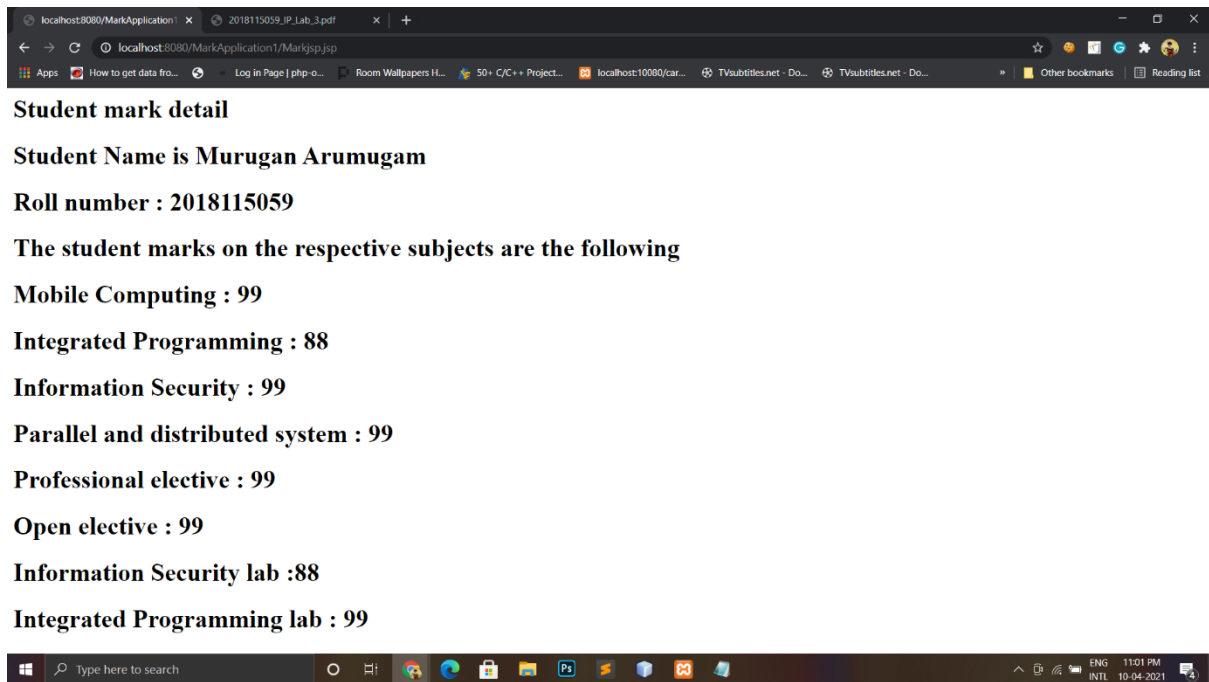 localhost:8080/MarkApplication1
2018115059_IP_Lab_3.pdf
localhost:8080/MarkApplication1/Markjsp.jsp
Apps How to get data fro... Log in Page | php-o... Room Wallpapers H... 50+ C/C++ Project... localhost:10080/car... TVsubtitles.net - Do... TVsubtitles.net - Do... » Other bookmarks Reading list
Student mark detail
Student Name is Murugan Arumugam
Roll number : 2018115059
The student marks on the respective subjects are the following
Mobile Computing : 99
Integrated Programming : 88
Information Security : 99
Parallel and distributed system : 99
Professional elective : 99
Open elective : 99
Information Security lab :88
Integrated Programming lab : 99
Type here to search
Ps
ENG 11:01 PM
INTL 10-04-2021
4